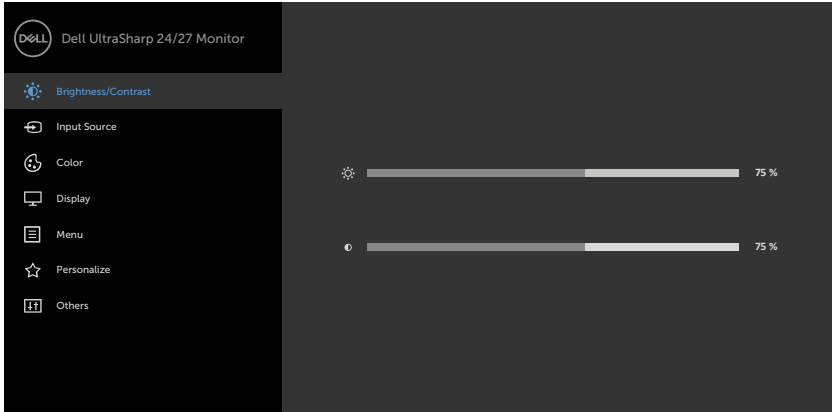 DELL Dell UltraSharp 24/27 Monitor
Brightness/Contrast
Input Source
Color
75 %
Display
Menu
75 %
Personalize
Others